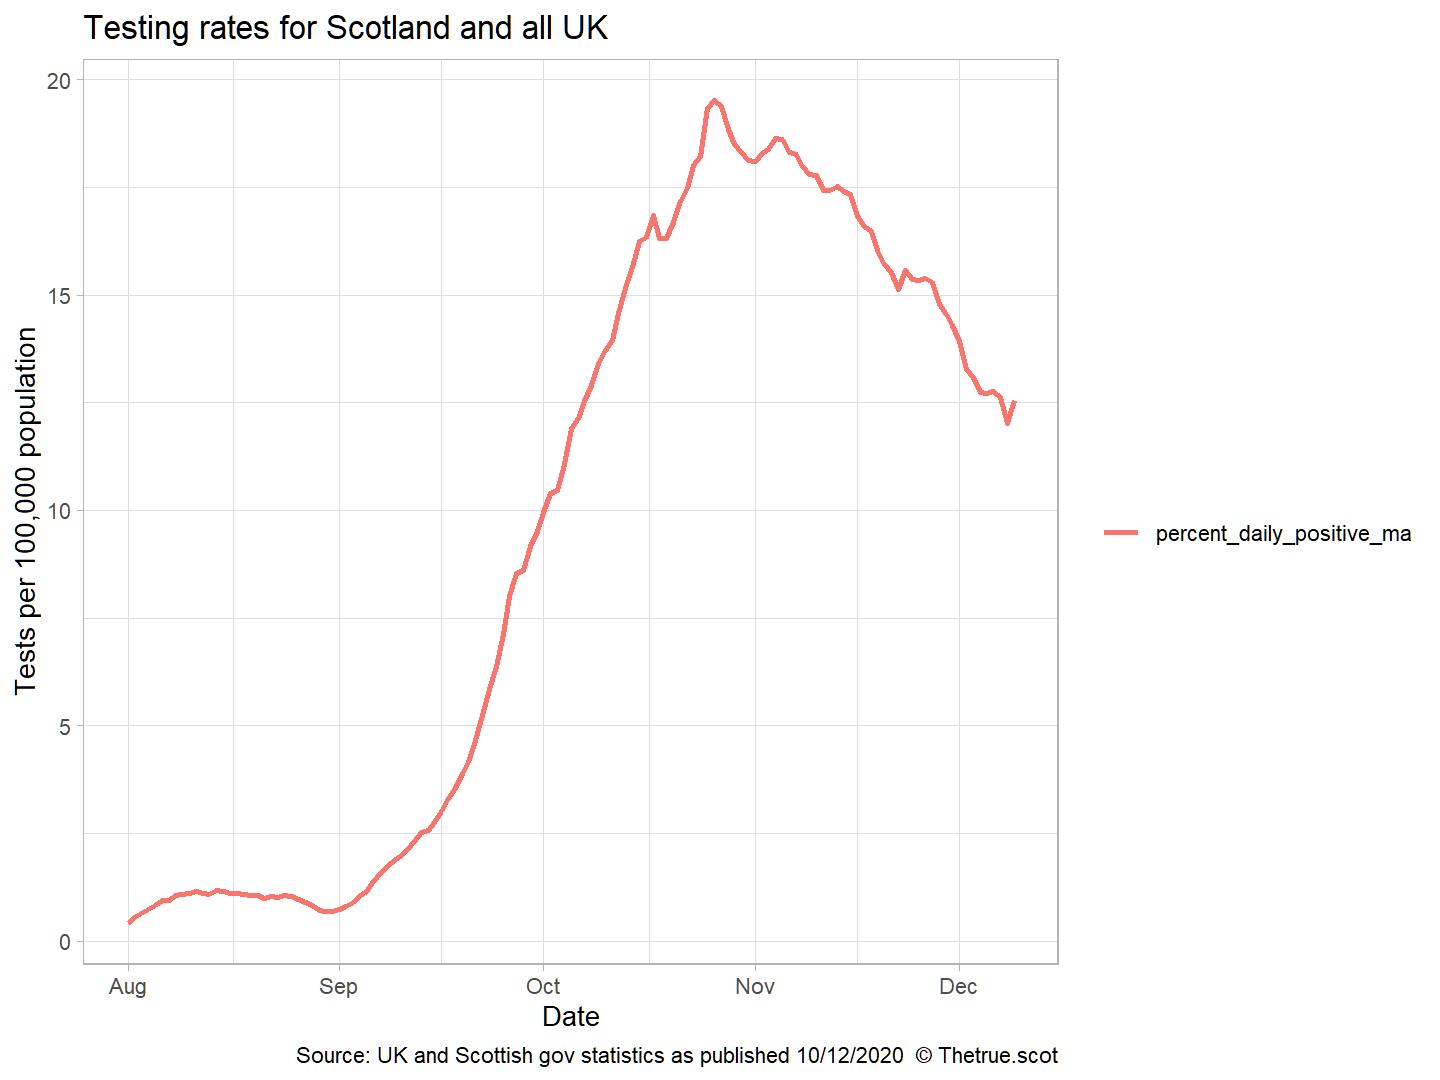 Testing rates for Scotland and all UK
20
15
10
5
0
Tests per 100,000 population
Aug Sep Oct Nov Dec
Date
percent_daily_positive_ma
Source: UK and Scottish gov statistics as published 10/12/2020 © Thetrue.scot